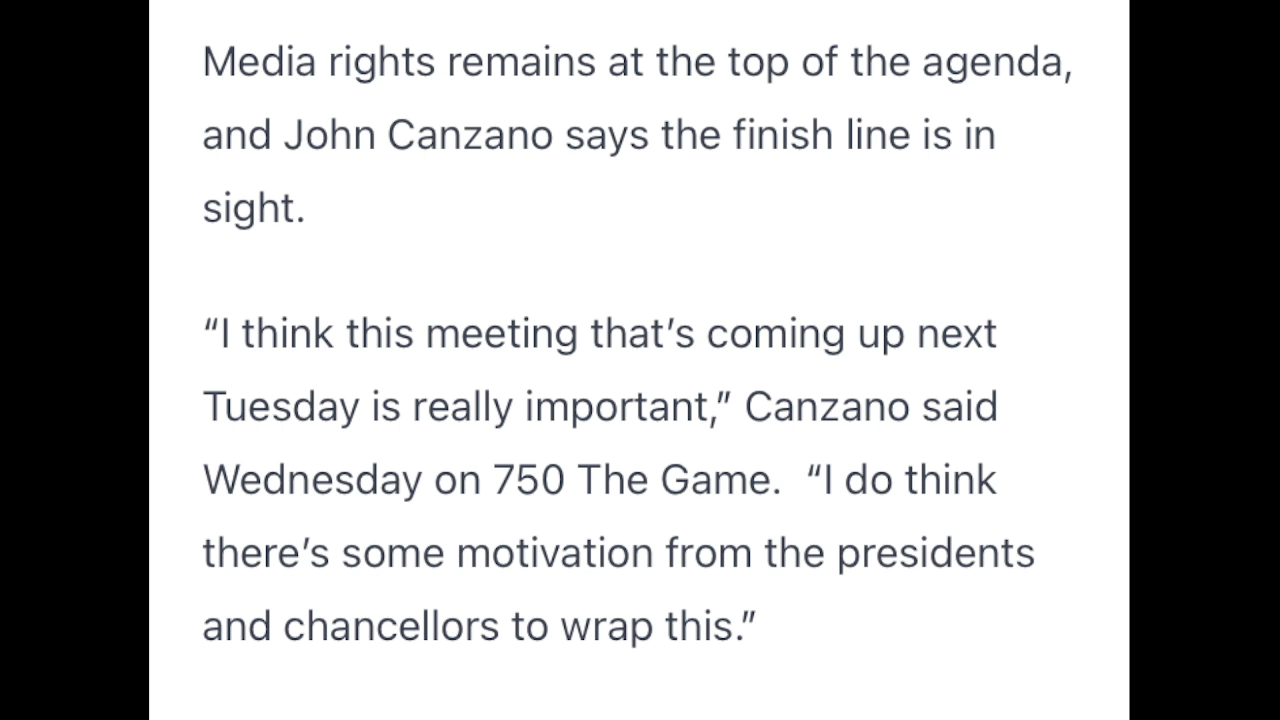 Media rights remains at the top of the agenda,
and John Canzano says the finish line is in
sight.
“I think this meeting that’s coming up next
Tuesday is really important,” Canzano said
Wednesday on 750 The Game.  “I do think
there’s some motivation from the presidents
and chancellors to wrap this.”